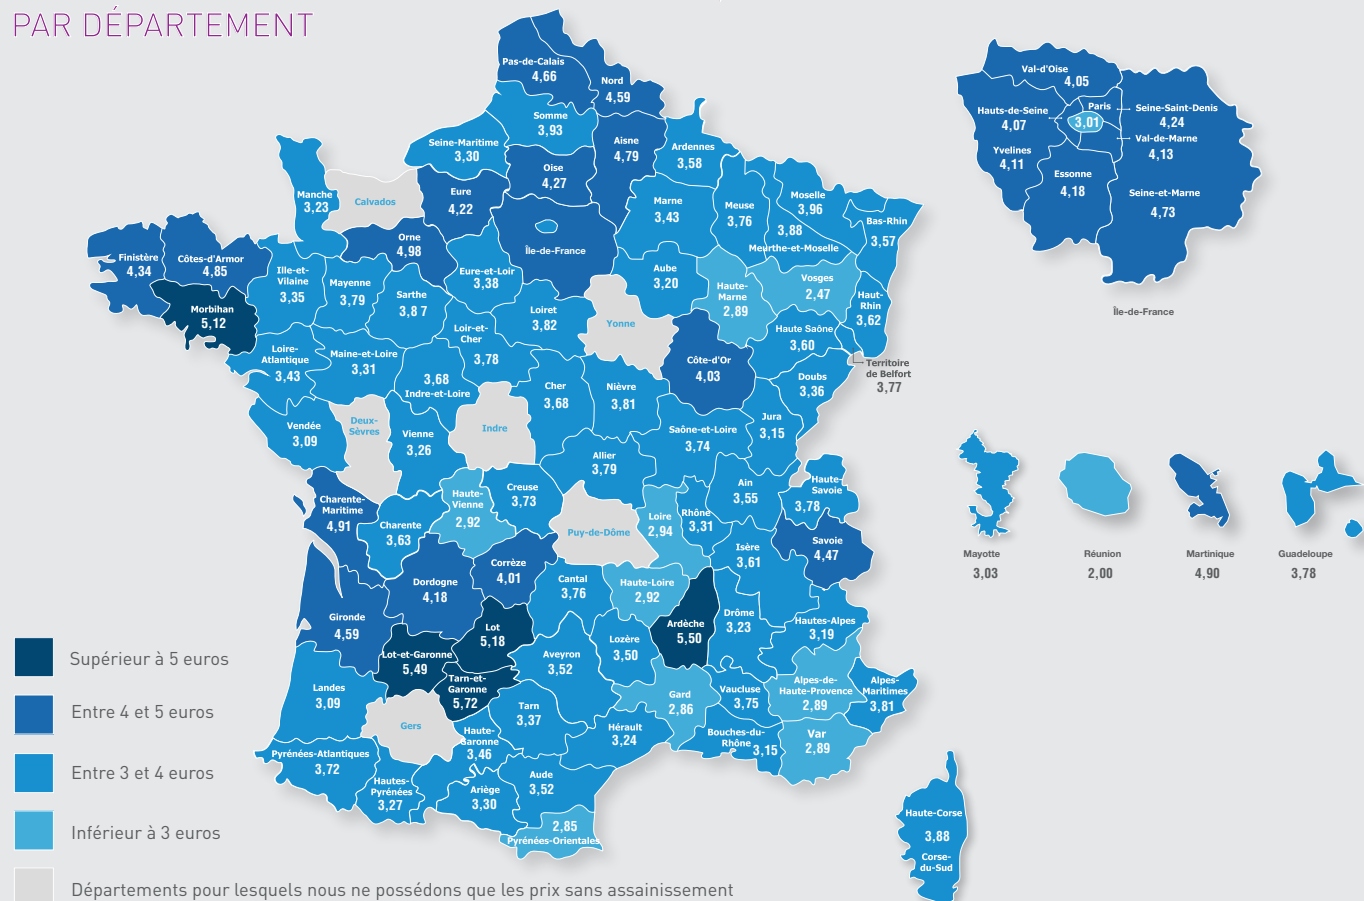 PAR DÉPARTEMENT
Pas-de-Calais
4,66
Nord
4,59
Somme
3,93
Seine-Maritime
3,30
Aisne
4,79
Ardennes
3,58
Oise
4,27
Manche
3,23
Calvados
Eure
4,22
Marne
3,43
Meuse
3,76
Moselle
3,96
3,88
Meurthe-et-Moselle
Bas-Rhin
3,57
Orne
4,98
Île-de-France
Finistère
4,34
Côtes-d'Armor
4,85
Ille-et-
Vilaine
3,35
Mayenne
3,79
Sarthe
3,8 7
Eure-et-Loir
3,38
Aube
3,20
Haute-
Marne
2,89
Vosges
2,47
Haut-
Rhin
3,62
Morbihan
5,12
Loiret
3,82
Yonne
Loir-et-
Cher
3,78
Haute Saône
3,60
Territoire
de Belfort
3,77
Loire-
Atlantique
3,43
Maine-et-Loire
3,31
3,68
Indre-et-Loire
Côte-d'Or
4,03
Doubs
3,36
Cher
3,68
Nièvre
3,81
Vendée
3,09
Deux-
Sèvres
Vienne
3,26
Indre
Saône-et-Loire
3,74
Jura
3,15
Allier
3,79
Charente-
Maritime
4,91
Charente
3,63
Haute-
Vienne
2,92
Creuse
3,73
Puy-de-Dôme
Loire
2,94
Rhône
3,31
Ain
3,55
Haute-
Savoie
3,78
Savoie
4,47
Isère
3,61
Dordogne
4,18
Corrèze
4,01
Cantal
3,76
Haute-Loire
2,92
Gironde
4,59
Lot
5,18
Lot-et-Garonne
5,49
Tarn-et-
Garonne
5,72
Aveyron
3,52
Lozère
3,50
Ardèche
5,50
Drôme
3,23
Hautes-Alpes
3,19
Landes
3,09
Gers
Tarn
3,37
Gard
2,86
Vaucluse
3,75
Alpes-de-
Haute-Provence
2,89
Alpes-
Maritimes
3,81
Haute-
Garonne
3,46
Hérault
3,24
Bouches-du-
Rhône
3,15
Var
2,89
Pyrénées-Atlantiques
3,72
Hautes-
Pyrénées
3,27
Ariège
3,30
Aude
3,52
2,85
Pyrénées-Orientales
Haute-Corse
3,88
Corse-
du-Sud
Val-d'Oise
4,05
Hauts-de-Seine
4,07
Paris
3,01
Seine-Saint-Denis
4,24
Val-de-Marne
4,13
Yvelines
4,11
Essonne
4,18
Seine-et-Marne
4,73
Île-de-France
Mayotte
3,03
Réunion
2,00
Martinique
4,90
Guadeloupe
3,78
Supérieur à 5 euros
Entre 4 et 5 euros
Entre 3 et 4 euros
Inférieur à 3 euros
Départements pour lesquels nous ne possédons que les prix sans assainissement